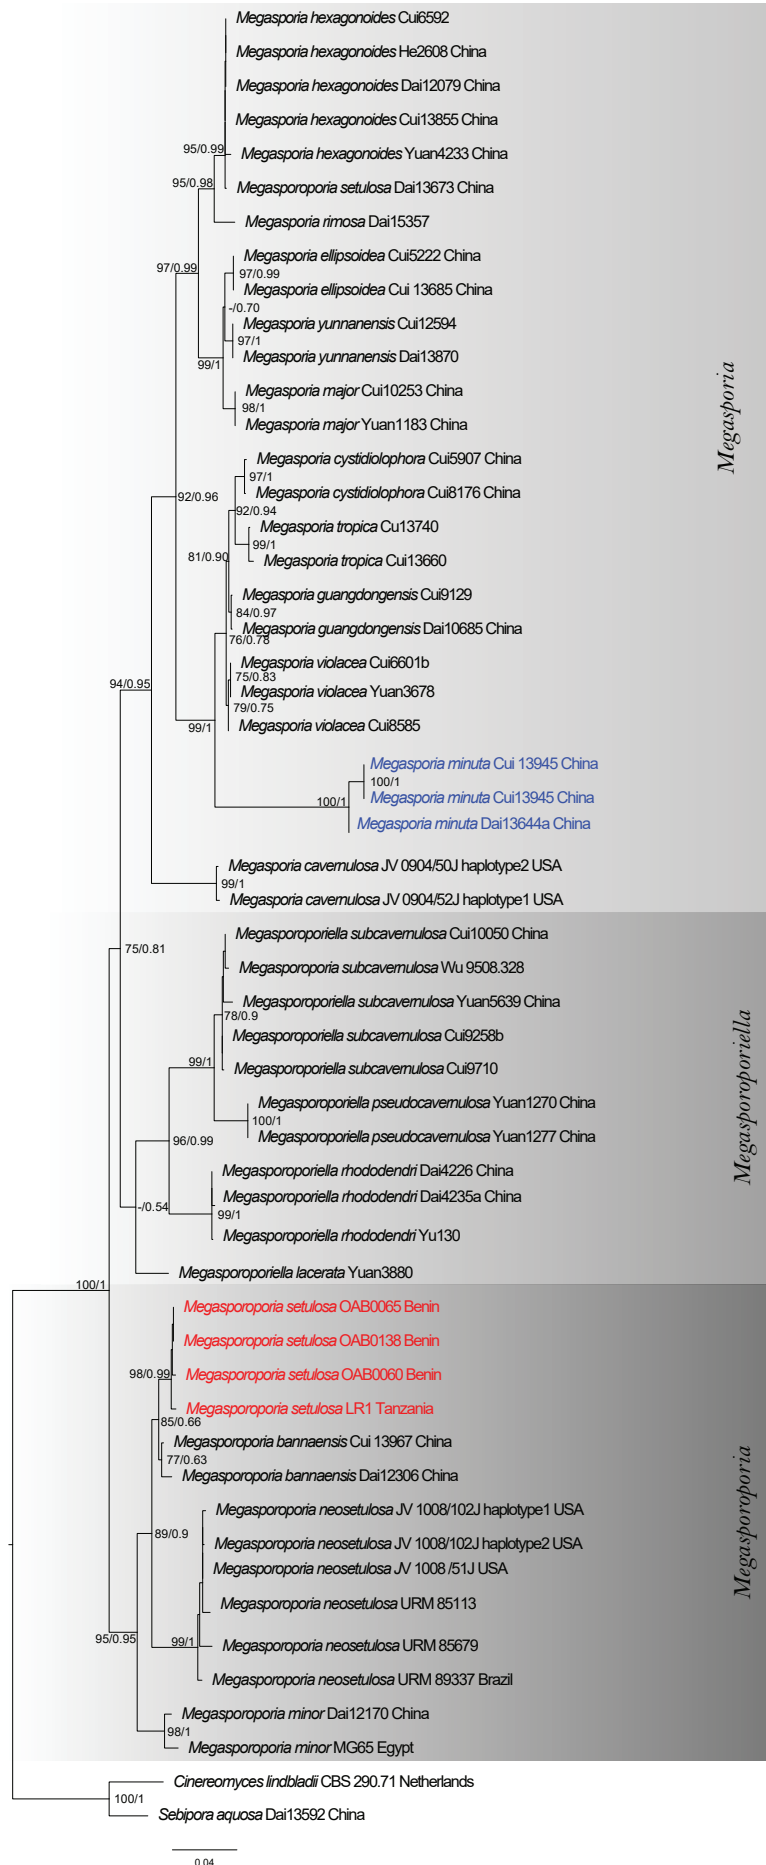 Megasporia hexagonoides Cui6592
Megasporia hexagonoides He2608 China
Megasporia hexagonoides Dai12079 China
Megasporia hexagonoides Cui13855 China
95/0.99
Megasporia hexagonoides Yuan4233 China
95/0.98
Megasporoporia setulosa Dai13673 China
Megasporia rimosa Dai15357
Megasporia ellipsoidea Cui5222 China
97/0.99
97/0.99
Megasporia ellipsoidea Cui 13685 China
-/0.70
Megasporia yunnanensis Cui12594
97/1
Megasporia yunnanensis Dai13870
99/1
Megasporia major Cui10253 China
98/1
Megasporia major Yuan1183 China
Megasporia
Megasporia cystidiolophora Cui5907 China
97/1
Megasporia cystidiolophora Cui8176 China
92/0.96
92/0.94
Megasporia tropica Cu13740
99/1
81/0.90
Megasporia tropica Cui13660
Megasporia guangdongensis Cui9129
84/0.97
Megasporia guangdongensis Dai10685 China
76/0.78
Megasporia violacea Cui6601b
75/0.83
94/0.95
Megasporia violacea Yuan3678
79/0.75
Megasporia violacea Cui8585
99/1
Megasporia minuta Cui 13945 China
100/1
Megasporia minuta Cui13945 China
100/1
Megasporia minuta Dai13644a China
Megasporia cavernulosa JV 0904/50J haplotype2 USA
99/1
Megasporia cavernulosa JV 0904/52J haplotype1 USA
Megasporoporiella subcavernulosa Cui10050 China
75/0.81
Megasporoporia subcavernulosa Wu 9508.328
Megasporoporiella subcavernulosa Yuan5639 China
78/0.9
Megasporoporiella subcavernulosa Cui9258b
99/1
Megasporoporiella subcavernulosa Cui9710
Megasporoporiella
Megasporoporiella pseudocavernulosa Yuan1270 China
100/1
Megasporoporiella pseudocavernulosa Yuan1277 China
96/0.99
Megasporoporiella rhododendri Dai4226 China
Megasporoporiella rhododendri Dai4235a China
-/0.54
99/1
Megasporoporiella rhododendri Yu130
Megasporoporiella lacerata Yuan3880
100/1
Megasporoporia setulosa OAB0065 Benin
Megasporoporia setulosa OAB0138 Benin
98/0.99
Megasporoporia setulosa OAB0060 Benin
Megasporoporia setulosa LR1 Tanzania
85/0.66
Megasporoporia bannaensis Cui 13967 China
77/0.63
Megasporoporia bannaensis Dai12306 China
Megasporoporia
Megasporoporia neosetulosa JV 1008/102J haplotype1 USA
89/0.9
Megasporoporia neosetulosa JV 1008/102J haplotype2 USA
Megasporoporia neosetulosa JV 1008 /51J USA
Megasporoporia neosetulosa URM 85113
95/0.95
99/1
Megasporoporia neosetulosa URM 85679
Megasporoporia neosetulosa URM 89337 Brazil
Megasporoporia minor Dai12170 China
98/1
Megasporoporia minor MG65 Egypt
Cinereomyces lindbladii CBS 290.71 Netherlands
100/1
Sebipora aquosa Dai13592 China
0.04